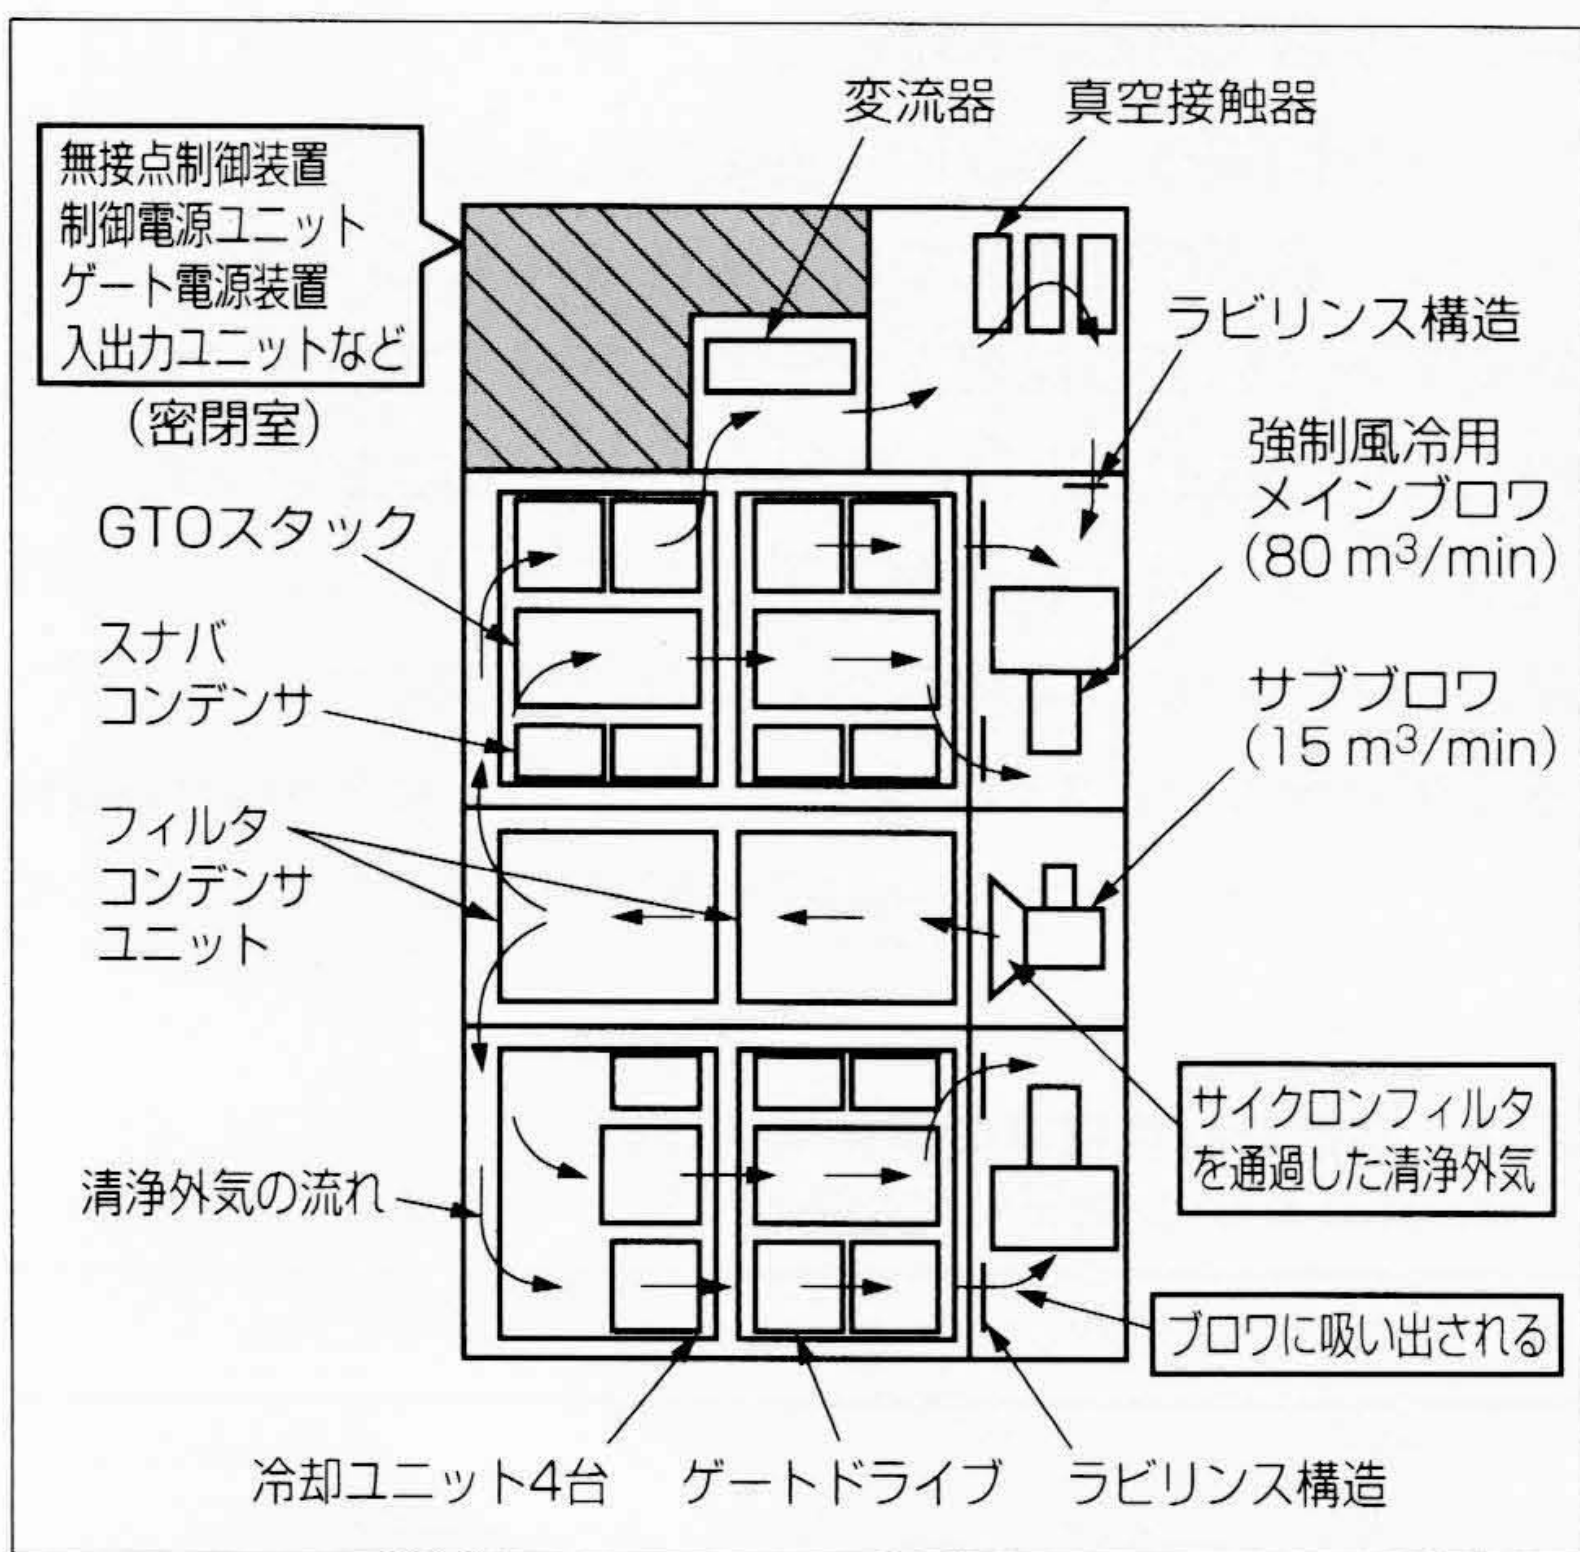 変流器
真空接触器
無接点制御装置
制御電源ユニット
ゲート電源装置
入出力ユニットなど
(密閉室)
ラビリンス構造
強制風冷用
メインブロワ
(80 m³/min)
GTOスタック
スナバ
コンデンサ
サブブロワ
(15 m³/min)
フィルタ
コンデンサ
ユニット
サイクロンフィルタ
を通過した清浄外気
清浄外気の流れ
ブロワに吸い出される
冷却ユニット4台
ゲートドライブ
ラビリンス構造